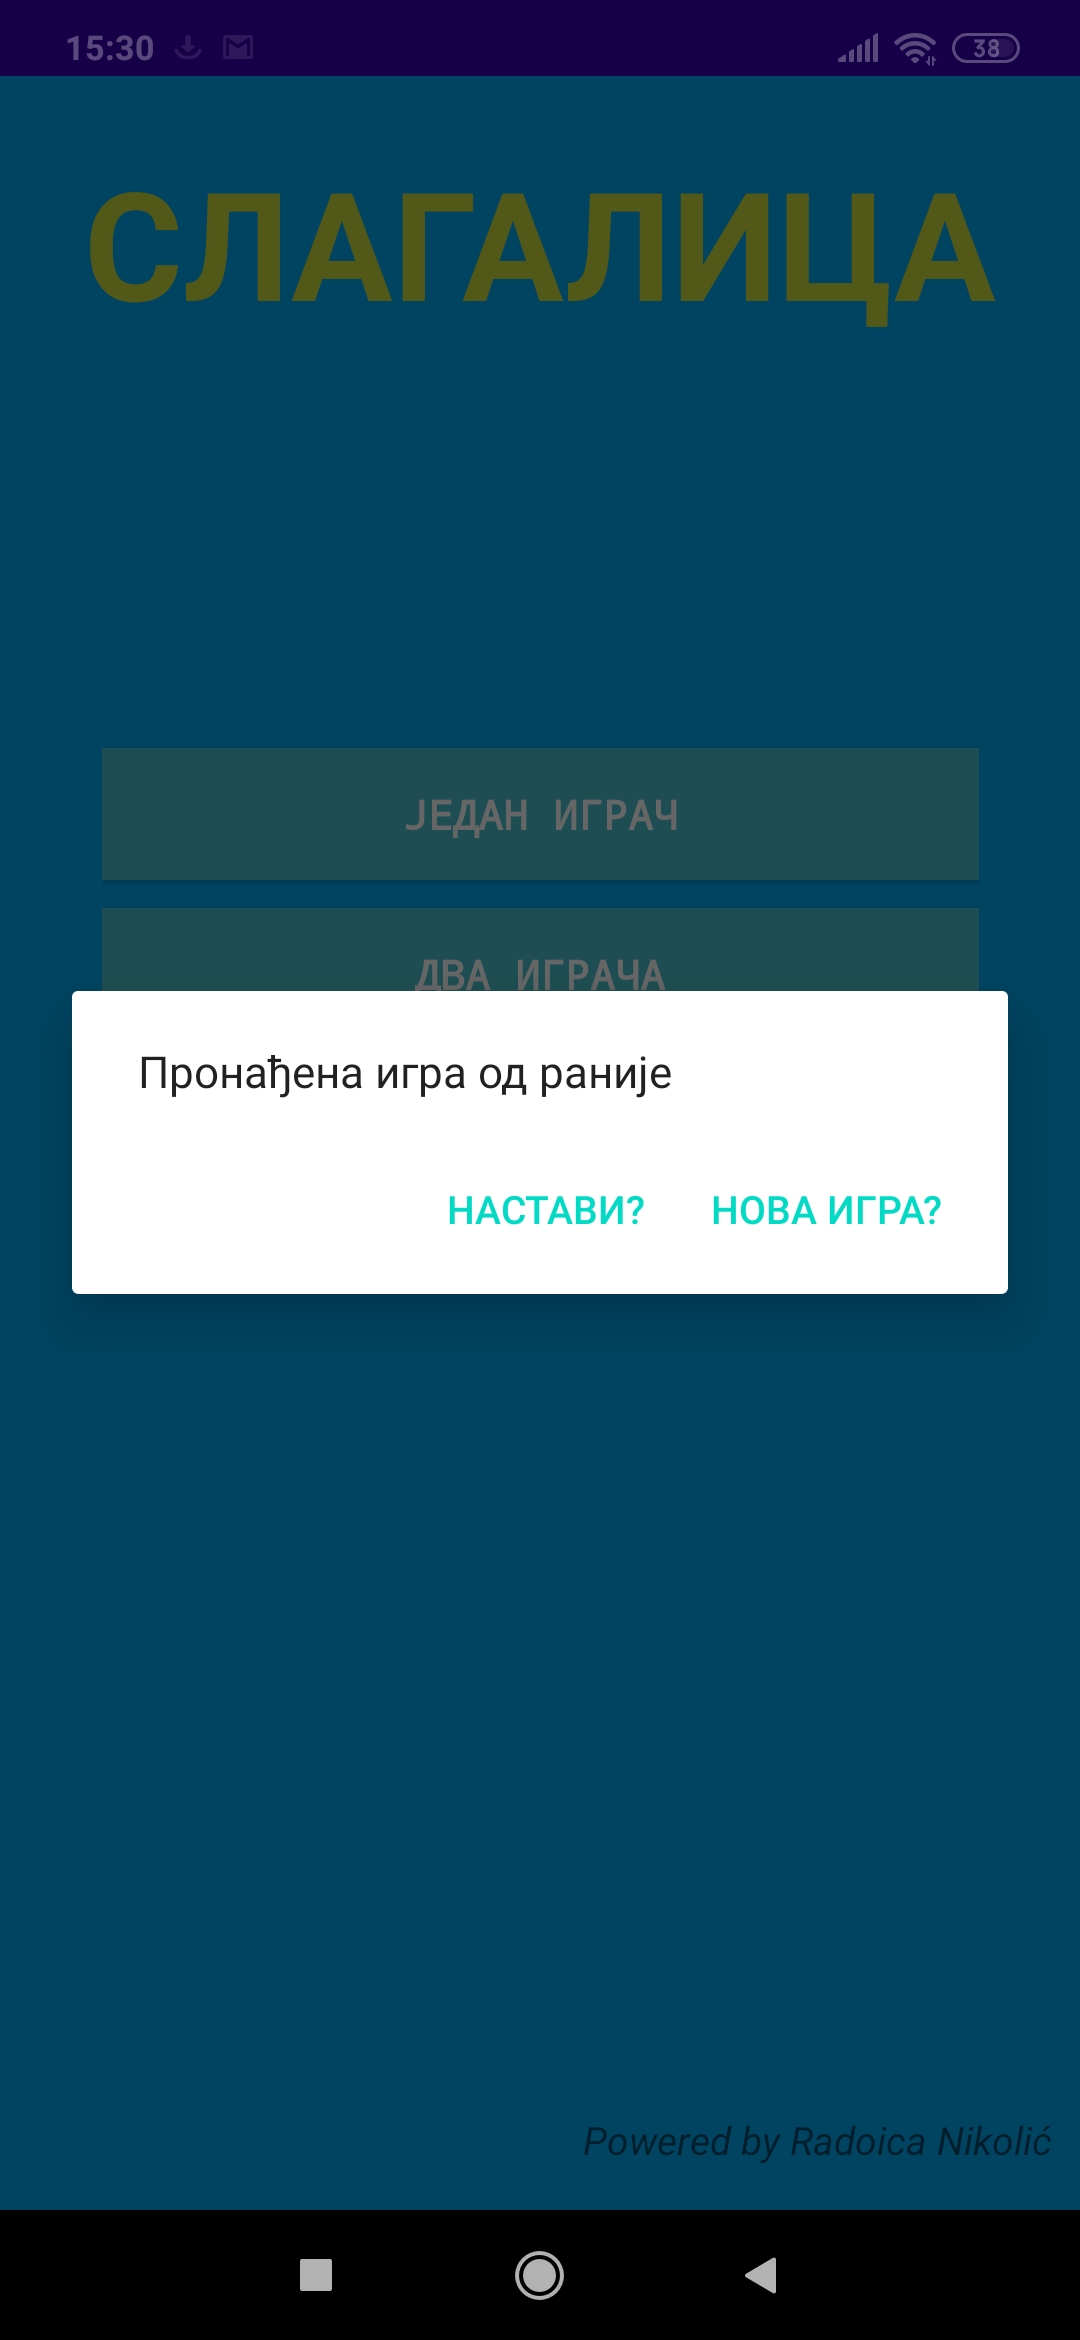 15:30
38
СЛАГАЛИЦА
ЈЕДАН ИГРАЧ
ДВА ИГРАЧА
Пронађена игра од раније
НАСТАВИ? НОВА ИГРА?
Powered by Radoica Nikolić